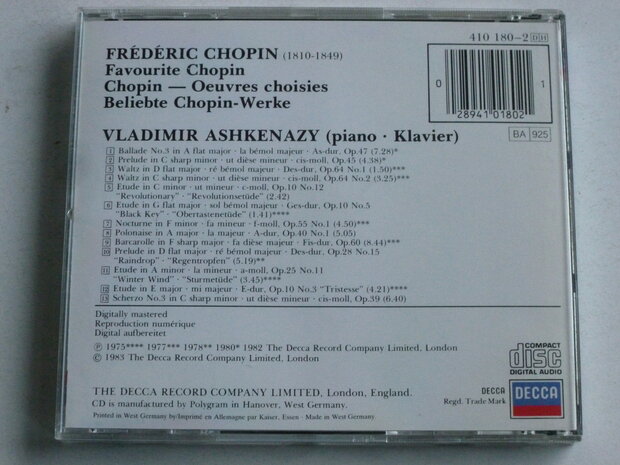 410 180-2 DH
FRÉDÉRIC CHOPIN (1810-1849)
Favourite Chopin
Chopin — Oeuvres choisies
Beliebte Chopin-Werke
0 28941 01802 1
VLADIMIR ASHKENAZY (piano · Klavier)
BA 925
1 Ballade No.3 in A flat major · la bémol majeur · As-dur, Op.47 (7.28)*
2 Prelude in C sharp minor · ut dièse mineur · cis-moll, Op.45 (4.38)*
3 Waltz in D flat major · ré bémol majeur · Des-dur, Op.64 No.1 (1.50)***
4 Waltz in C sharp minor · ut dièse mineur · cis-moll, Op.64 No.2 (3.25)***
5 Etude in C minor · ut mineur · c-moll, Op.10 No.12
"Revolutionary" · "Revolutionsetüde" (2.42)
6 Etude in G flat major · sol bémol majeur · Ges-dur, Op.10 No.5
"Black Key" · "Obertastenetüde" (1.41)****
7 Nocturne in F minor · fa mineur · f-moll, Op.55 No.1 (4.50)***
8 Polonaise in A major · la majeur · A-dur, Op.40 No.1 (5.05)
9 Barcarolle in F sharp major · fa dièse majeur · Fis-dur, Op.60 (8.44)***
10 Prelude in D flat major · ré bémol majeur · Des-dur, Op.28 No.15
"Raindrop" · "Regentropfen" (5.19)**
11 Etude in A minor · la mineur · a-moll, Op.25 No.11
"Winter Wind" · "Sturmetüde" (3.45)****
12 Etude in E major · mi majeur · E-dur, Op.10 No.3 "Tristesse" (4.21)****
13 Scherzo No.3 in C sharp minor · ut dièse mineur · cis-moll, Op.39 (6.40)
Digitally mastered
Reproduction numérique
Digital aufbereitet
℗ 1975**** 1977*** 1978** 1980* 1982 The Decca Record Company Limited, London
© 1983 The Decca Record Company Limited, London
COMPACT
disc
DIGITAL AUDIO
THE DECCA RECORD COMPANY LIMITED, London, England.
CD is manufactured by Polygram in Hanover, West Germany.
Printed in West Germany by/Imprimé en Allemagne par Kaiser, Essen · Made in West Germany.
DECCA
Regd. Trade Mark
DECCA